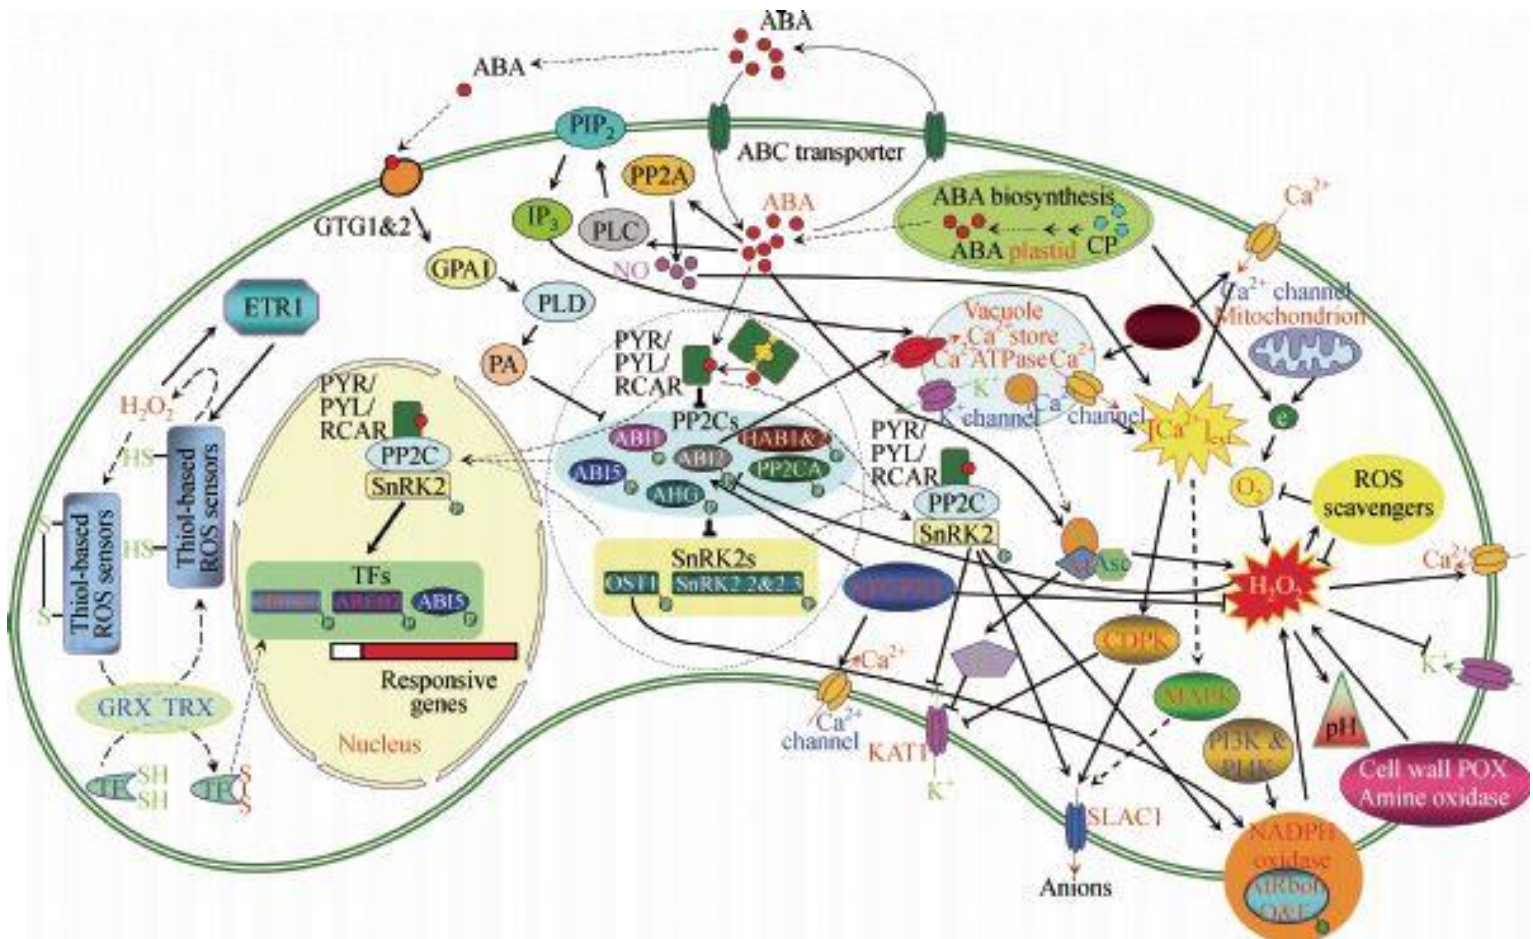 ABA
ABA
PIP2
ABC transporter
PP2A
ABA
ABA biosynthesis
ABA plastid
CP
Ca2+
GTG1&2
IP3
PLC
NO
GPA1
PLD
ETR1
PA
PYR/
PYL/
RCAR
Vacuole
Ca2+ store
Ca2+ ATPase Ca2+
K+
K+ channel
channel
Ca2+ channel
Mitochondrion
H2O2
PYR/
PYL/
RCAR
PP2C
SnRK2
PP2Cs
ABI1
HAB1&2
ABI2
ABI5
PP2CA
AHG
PYR/
PYL/
RCAR
PP2C
SnRK2
e
O2
ROS
scavengers
HS
HS
S
S
Thiol-based
ROS sensors
Thiol-based
ROS sensors
TFs
ABI5
Responsive
genes
Nucleus
SnRK2s
OST1
SnRK2.2&2.3
Asc
H2O2
Ca2+
K+
CDPK
MAPK
pH
Ca2+
Ca2+
channel
KAT1
K+
GRX TRX
TF
SH
SH
TF
S
S
PI3K &
PI4K
Cell wall POX
Amine oxidase
SLAC1
Anions
NADPH
oxidase